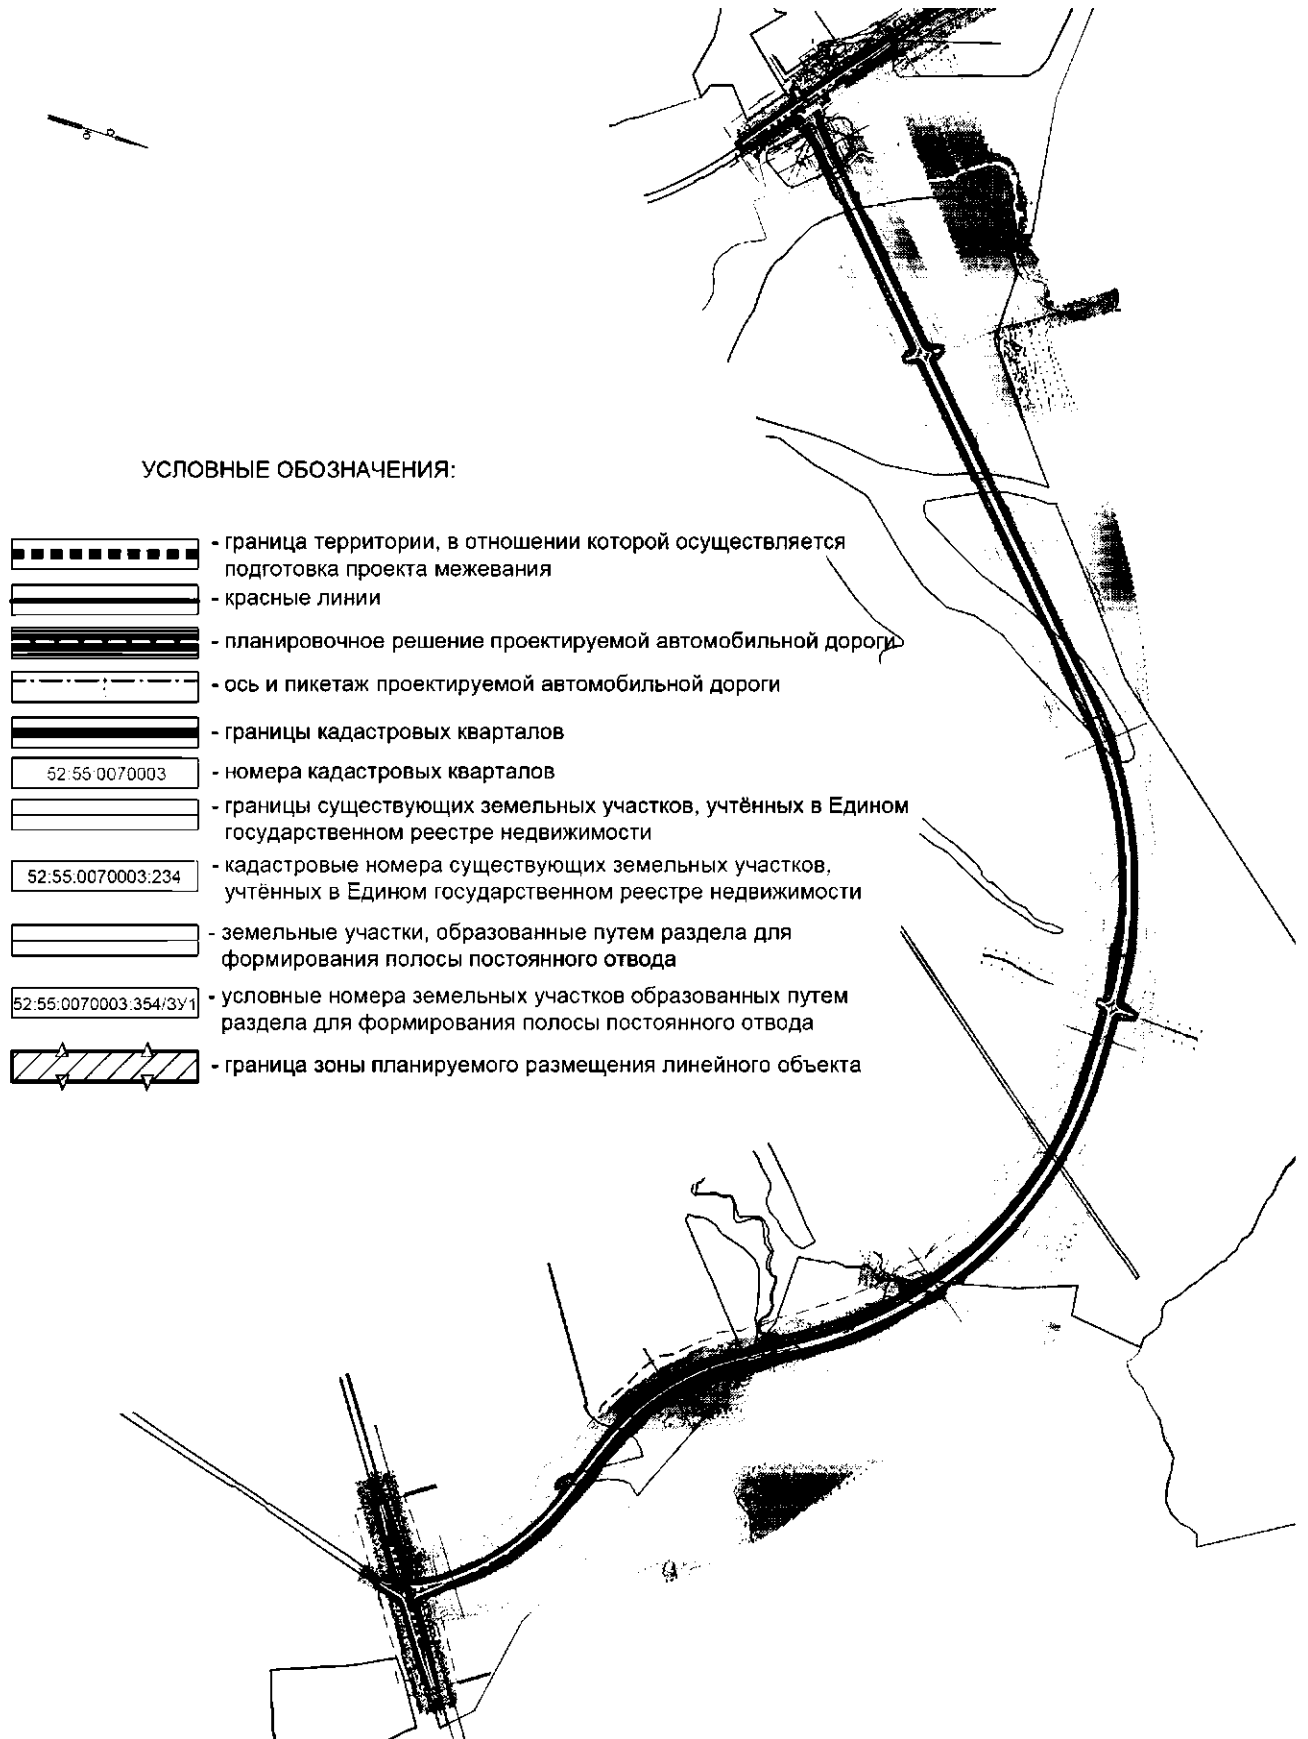 УСЛОВНЫЕ ОБОЗНАЧЕНИЯ:
- граница территории, в отношении которой осуществляется
подготовка проекта межевания
- красные линии
- планировочное решение проектируемой автомобильной дороги
- ось и пикетаж проектируемой автомобильной дороги
- границы кадастровых кварталов
52:55:0070003 - номера кадастровых кварталов
- границы существующих земельных участков, учтённых в Едином
государственном реестре недвижимости
52:55:0070003:234 - кадастровые номера существующих земельных участков,
учтённых в Едином государственном реестре недвижимости
- земельные участки, образованные путем раздела для
формирования полосы постоянного отвода
52:55:0070003:354/ЗУ1 - условные номера земельных участков образованных путем
раздела для формирования полосы постоянного отвода
- граница зоны планируемого размещения линейного объекта